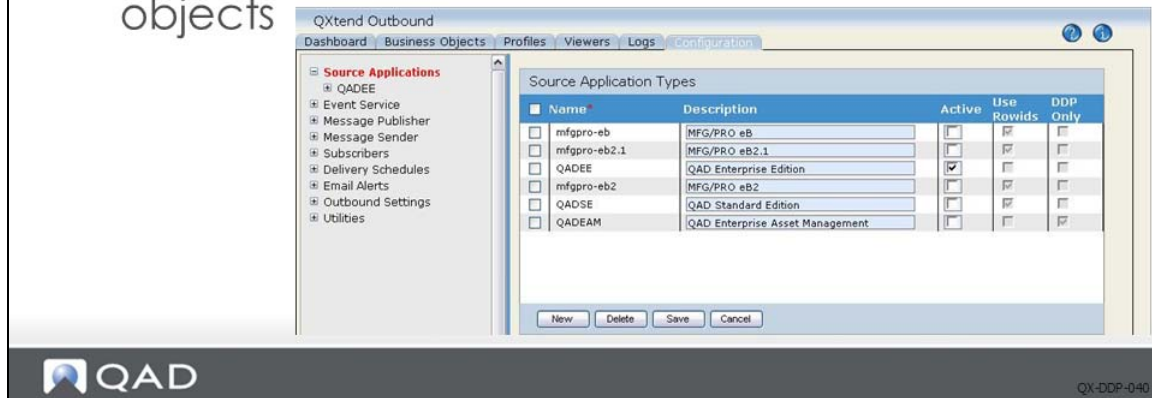 objects
QXtend Outbound
Dashboard Business Objects Profiles Viewers Logs Configuration
Source Applications
QADEE
Event Service
Message Publisher
Message Sender
Subscribers
Delivery Schedules
Email Alerts
Outbound Settings
Utilities
Source Application Types
Name* Description Active Use Rowids DDP Only
mfgpro-eb MFG/PRO eB
mfgpro-eb2.1 MFG/PRO eB2.1
QADEE QAD Enterprise Edition
mfgpro-eb2 MFG/PRO eB2
QADSE QAD Standard Edition
QADEAM QAD Enterprise Asset Management
New Delete Save Cancel
QAD
QX-DDP-040